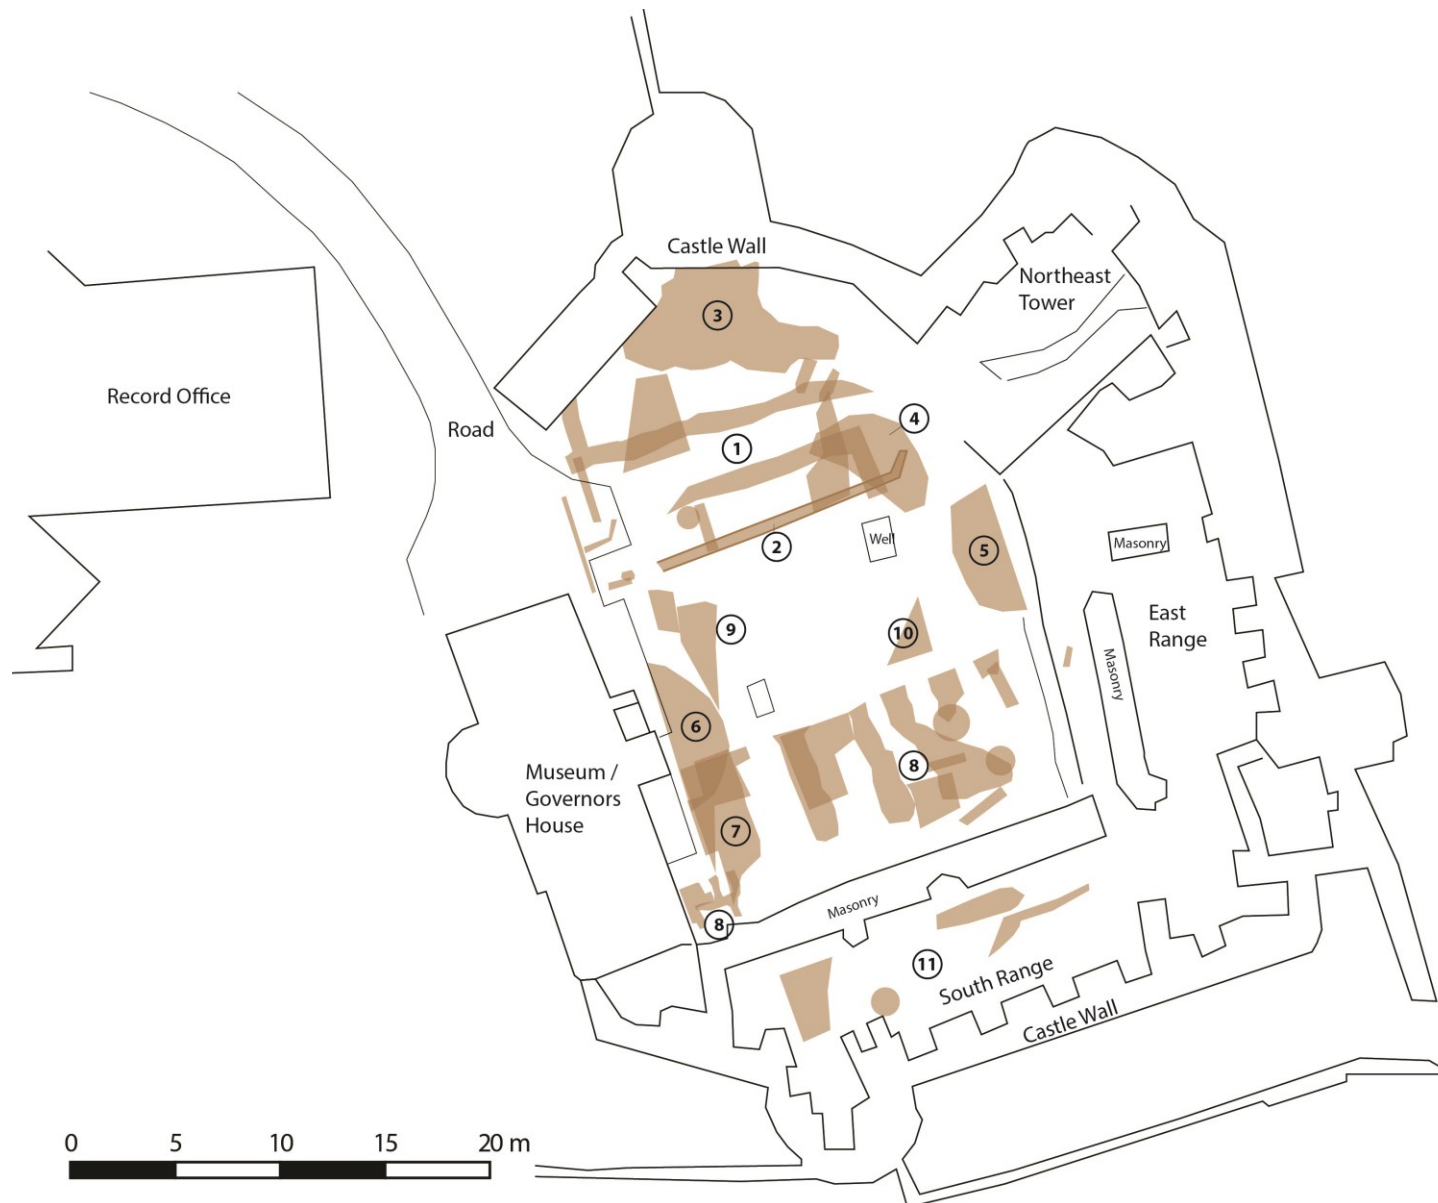 Castle Wall
Northeast
Tower
3
Record Office
Road
4
1
2
Well
5
Masonry
9
10
East
Range
Masonry
6
Museum /
Governors
House
8
7
Masonry
8
11
South Range
Castle Wall
0 5 10 15 20 m